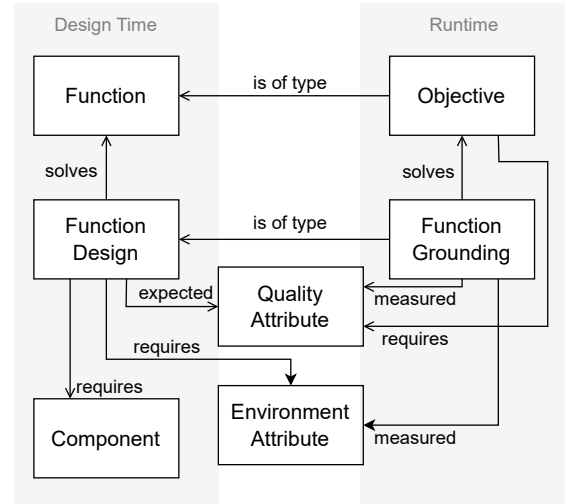 Design Time
Runtime
Function
is of type
Objective
solves
solves
Function
Design
is of type
Function
Grounding
expected
Quality
Attribute
measured
requires
requires
requires
Component
Environment
Attribute
measured